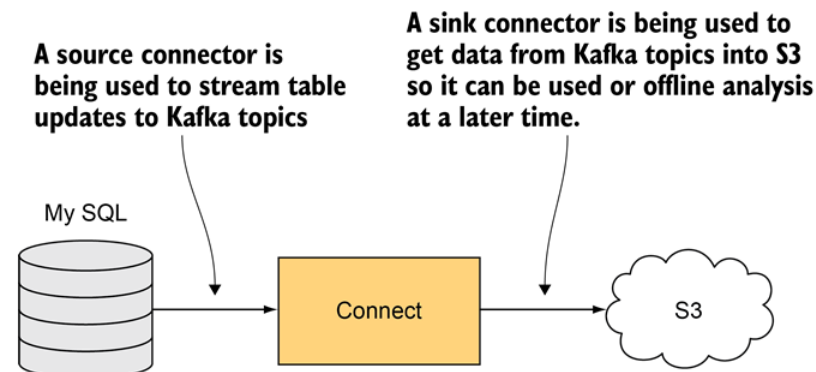 A source connector is
being used to stream table
updates to Kafka topics
A sink connector is being used to
get data from Kafka topics into S3
so it can be used or offline analysis
at a later time.
My SQL
Connect
S3